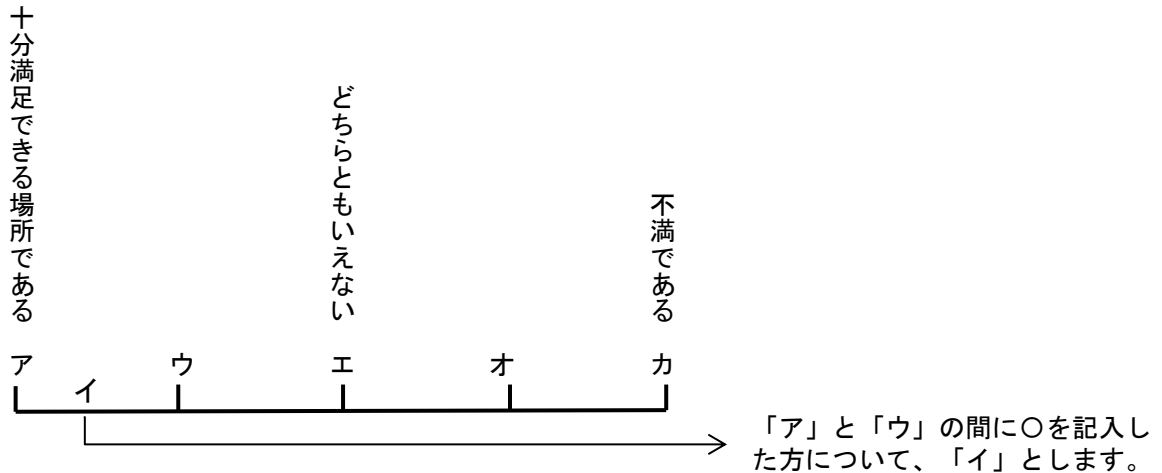 十分満足できる場所である
どちらともいえない
不満である
ア
イ
ウ
エ
オ
カ
「ア」と「ウ」の間に○を記入し
た方について、「イ」とします。